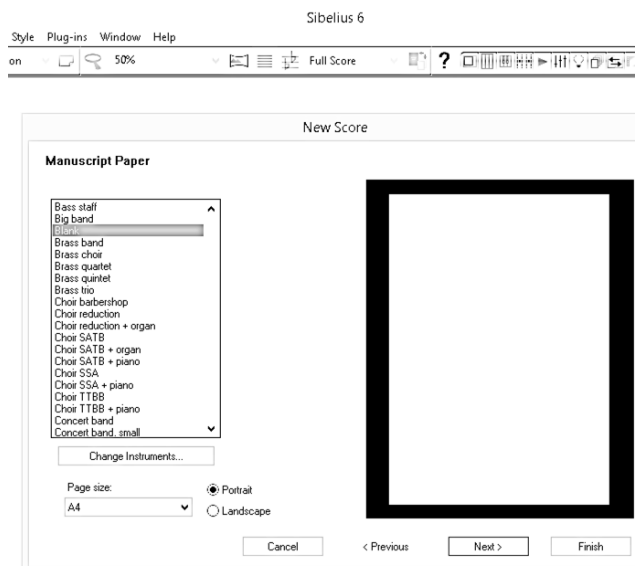 Sibelius 6
Style Plug-ins Window Help
on 50% Full Score ?
New Score
Manuscript Paper
Bass staff
Big band
Blank
Brass band
Brass choir
Brass quartet
Brass quintet
Brass trio
Choir barbershop
Choir reduction
Choir reduction + organ
Choir SATB
Choir SATB + organ
Choir SATB + piano
Choir SSA
Choir SSA + piano
Choir TTBB
Choir TTBB + piano
Concert band
Concert band, small
Change Instruments...
Page size:
A4
Portrait
Landscape
Cancel < Previous Next > Finish